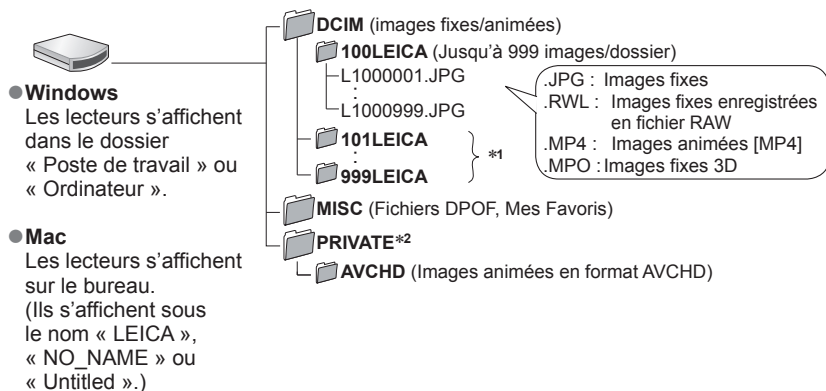 ●Windows
Les lecteurs s'affichent
dans le dossier
« Poste de travail » ou
« Ordinateur ».
●Mac
Les lecteurs s'affichent
sur le bureau.
(Ils s'affichent sous
le nom « LEICA »,
« NO_NAME » ou
« Untitled ».)
DCIM (images fixes/animées)
100LEICA (Jusqu'à 999 images/dossier)
L1000001.JPG
:
L1000999.JPG
101LEICA
:
999LEICA
*1
.JPG : Images fixes
.RWL : Images fixes enregistrées
en fichier RAW
.MP4 : Images animées [MP4]
.MPO : Images fixes 3D
MISC (Fichiers DPOF, Mes Favoris)
PRIVATE*2
AVCHD (Images animées en format AVCHD)